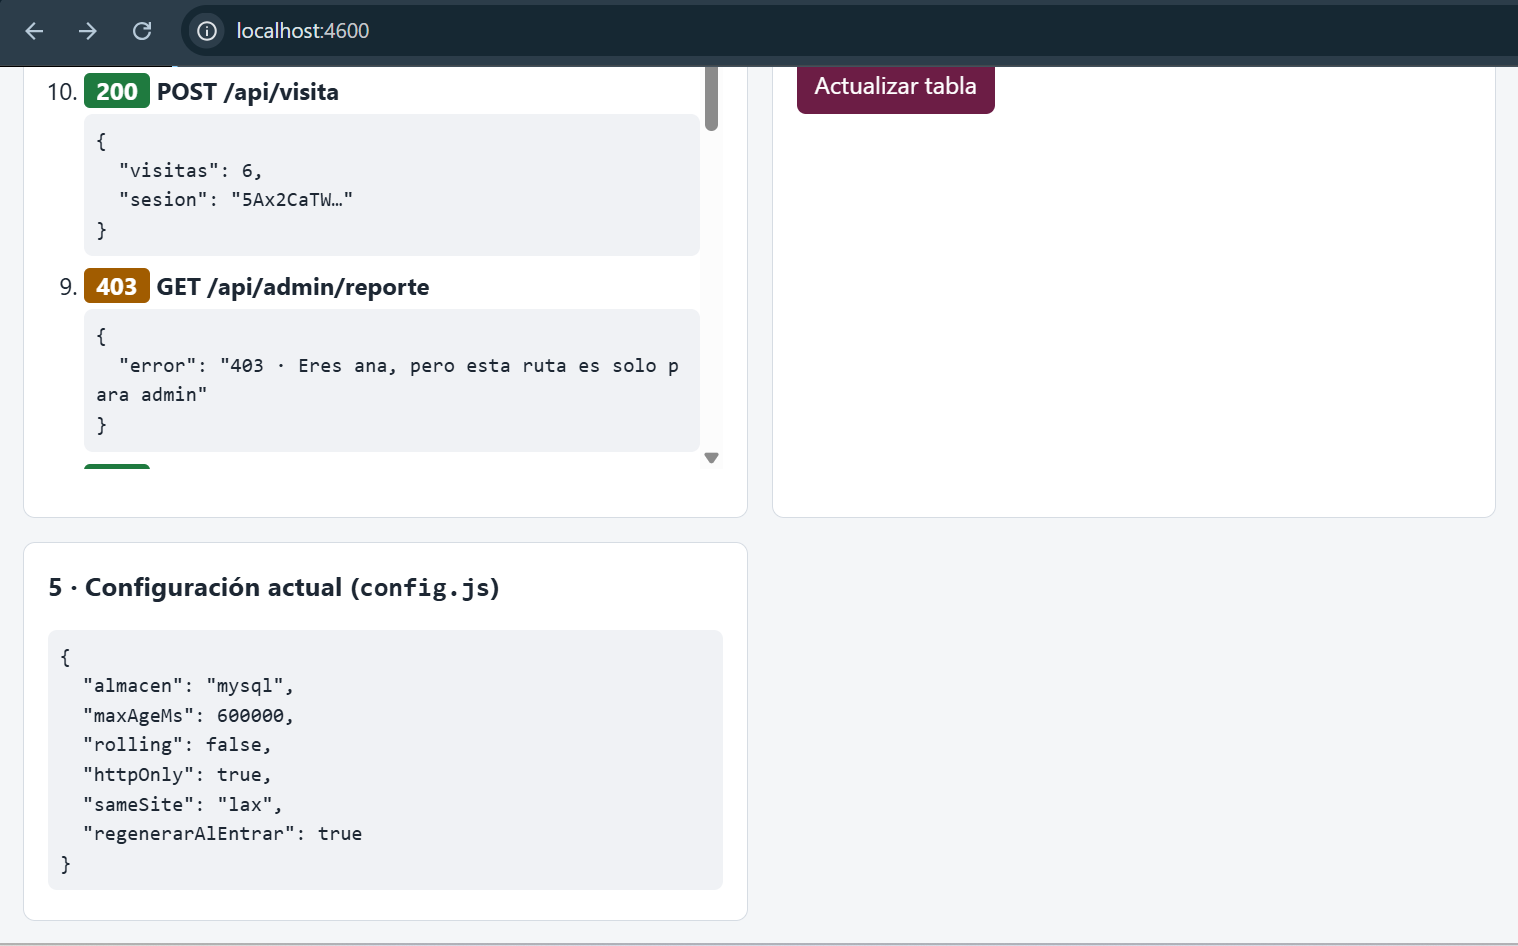 localhost:4600
10. 200 POST /api/visita
{
  "visitas": 6,
  "sesion": "5Ax2CaTW…"
}
9. 403 GET /api/admin/reporte
{
  "error": "403 · Eres ana, pero esta ruta es solo p
ara admin"
}
Actualizar tabla
5 · Configuración actual (config.js)
{
  "almacen": "mysql",
  "maxAgeMs": 600000,
  "rolling": false,
  "httpOnly": true,
  "sameSite": "lax",
  "regenerarAlEntrar": true
}